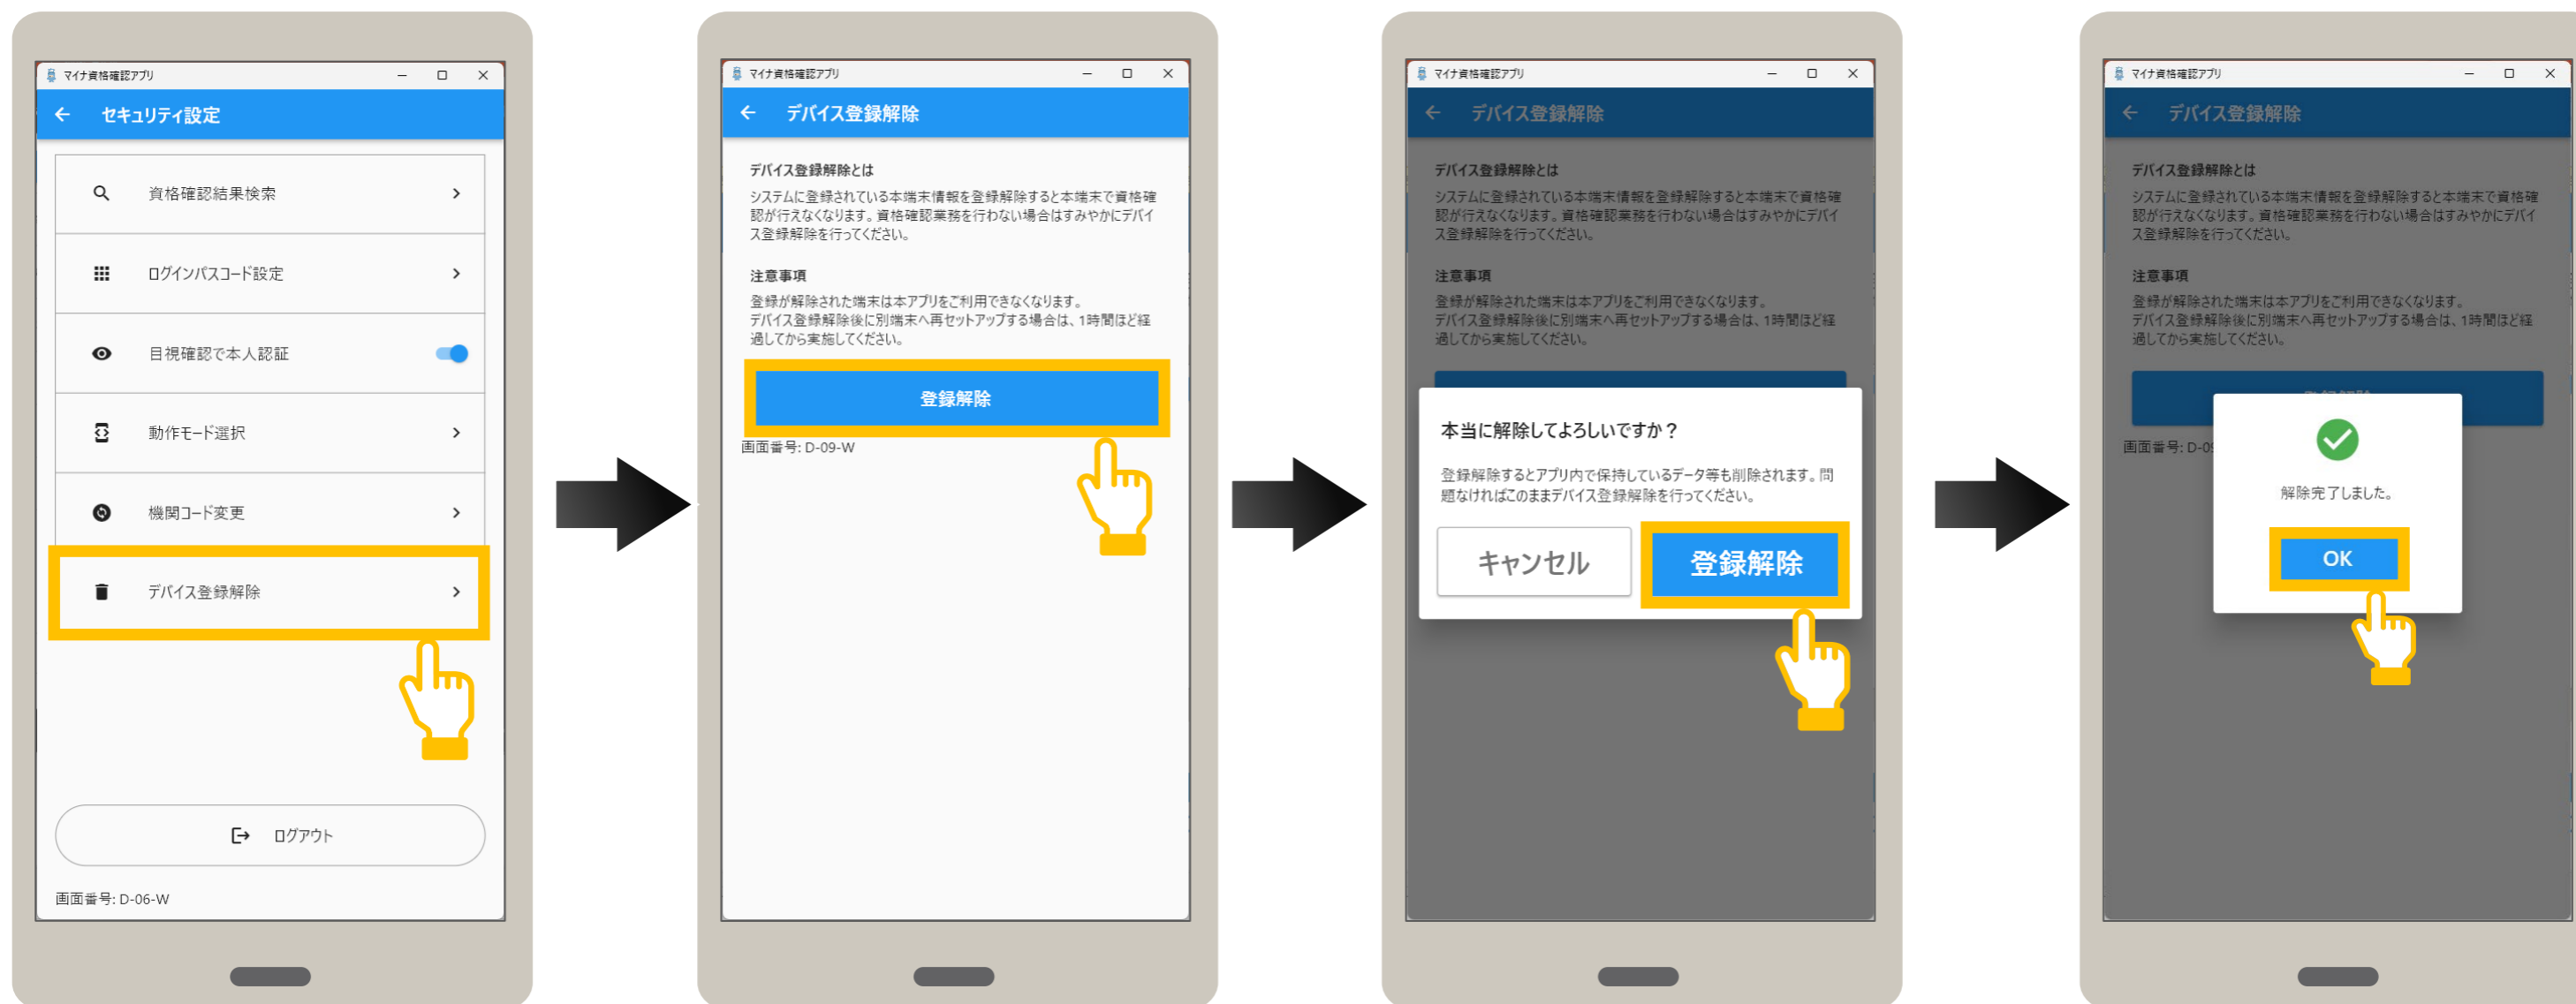 マイナ資格確認アプリ
セキュリティ設定
資格確認結果検索
ログインパスコード設定
目視確認で本人認証
動作モード選択
機関コード変更
デバイス登録解除
ログアウト
画面番号: D-06-W
マイナ資格確認アプリ
デバイス登録解除
デバイス登録解除とは
システムに登録されている本端末情報を登録解除すると本端末で資格確
認が行えなくなります。資格確認業務を行わない場合はすみやかにデバイ
ス登録解除を行ってください。
注意事項
登録が解除された端末は本アプリをご利用できなくなります。
デバイス登録解除後に別端末へ再セットアップする場合は、1時間ほど経
過してから実施してください。
登録解除
画面番号: D-09-W
マイナ資格確認アプリ
デバイス登録解除
デバイス登録解除とは
システムに登録されている本端末情報を登録解除すると本端末で資格確
認が行えなくなります。資格確認業務を行わない場合はすみやかにデバイ
ス登録解除を行ってください。
注意事項
登録が解除された端末は本アプリをご利用できなくなります。
デバイス登録解除後に別端末へ再セットアップする場合は、1時間ほど経
過してから実施してください。
本当に解除してよろしいですか？
登録解除するとアプリ内で保持しているデータ等も削除されます。問
題なければこのままデバイス登録解除を行ってください。
キャンセル
登録解除
マイナ資格確認アプリ
デバイス登録解除
デバイス登録解除とは
システムに登録されている本端末情報を登録解除すると本端末で資格確
認が行えなくなります。資格確認業務を行わない場合はすみやかにデバイ
ス登録解除を行ってください。
注意事項
登録が解除された端末は本アプリをご利用できなくなります。
デバイス登録解除後に別端末へ再セットアップする場合は、1時間ほど経
過してから実施してください。
画面番号: D-0
解除完了しました。
OK